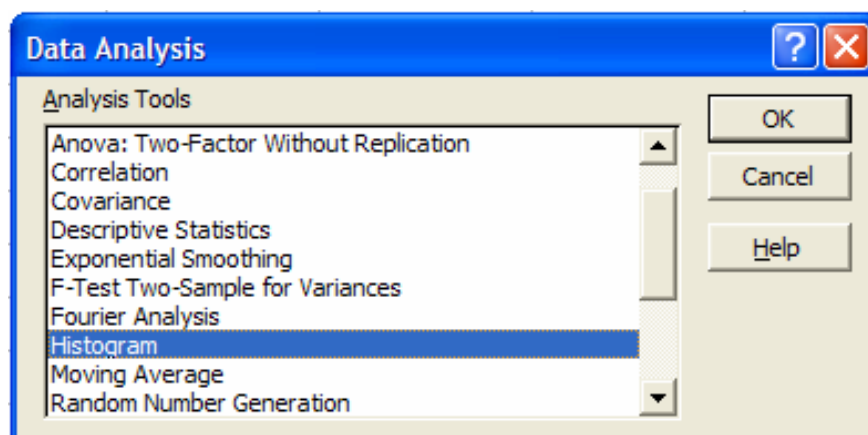 Data Analysis
Analysis Tools
Anova: Two-Factor Without Replication
Correlation
Covariance
Descriptive Statistics
Exponential Smoothing
F-Test Two-Sample for Variances
Fourier Analysis
Histogram
Moving Average
Random Number Generation
OK
Cancel
Help